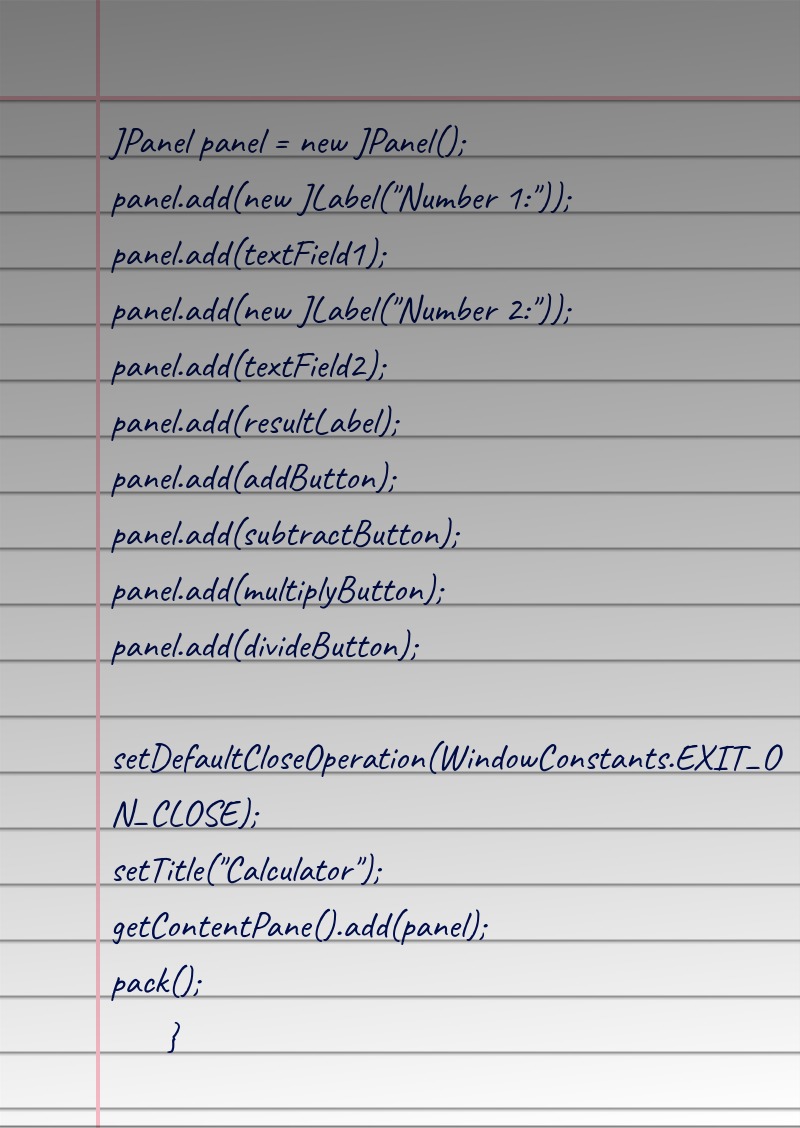 JPanel panel = new JPanel();
panel.add(new JLabel("Number 1:"));
panel.add(textField1);
panel.add(new JLabel("Number 2:"));
panel.add(textField2);
panel.add(resultLabel);
panel.add(addButton);
panel.add(subtractButton);
panel.add(multiplyButton);
panel.add(divideButton);
setDefaultCloseOperation(WindowConstants.EXIT_O
N_CLOSE);
setTitle("Calculator");
getContentPane().add(panel);
pack();
}